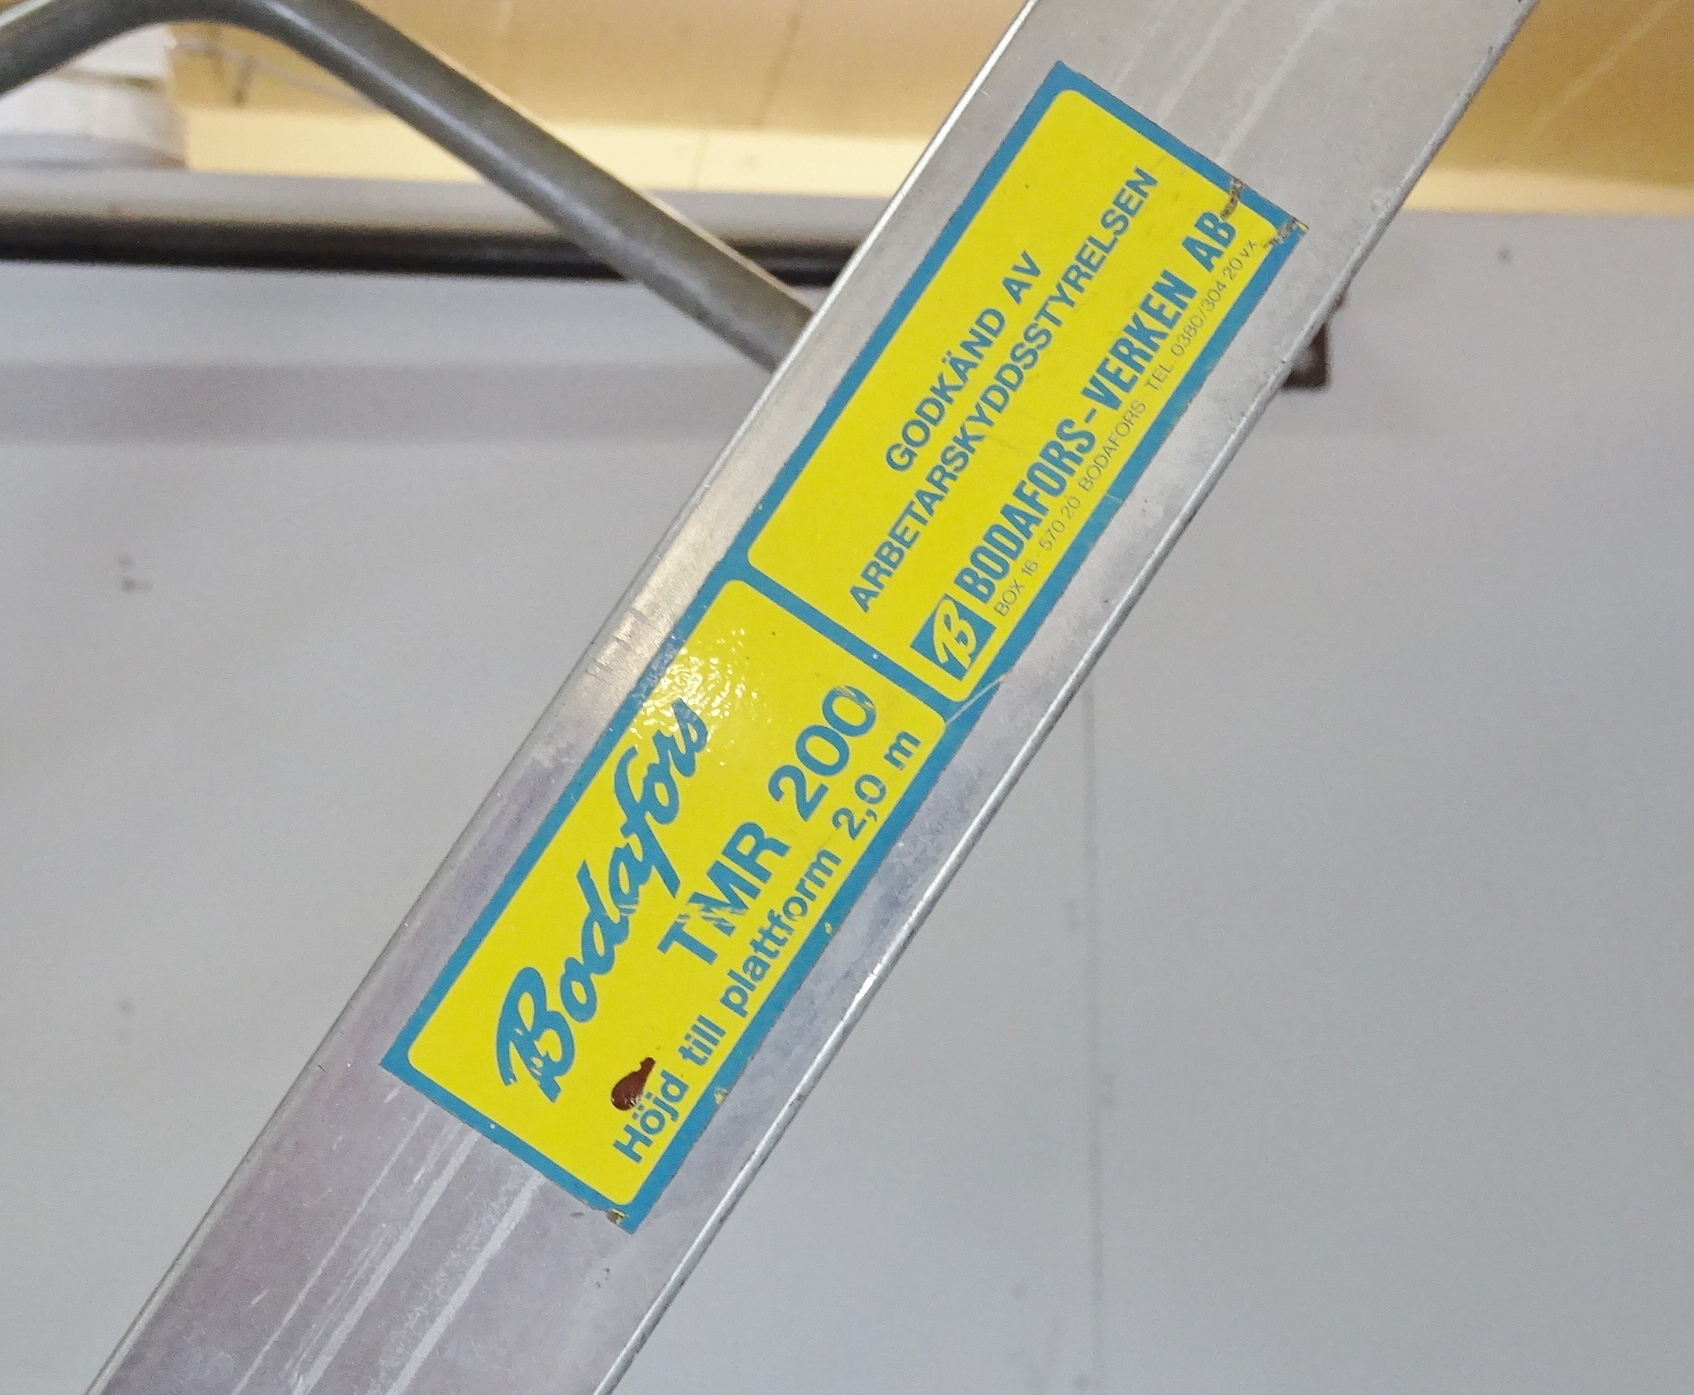 Bodafors
TMR 200
Höjd till plattform 2,0 m
GODKÄND AV
ARBETARSKYDDSSTYRELSEN
B BODAFORS-VERKEN AB
BOX 16 · 570 20 BODAFORS TEL. 0380/304 20 vx